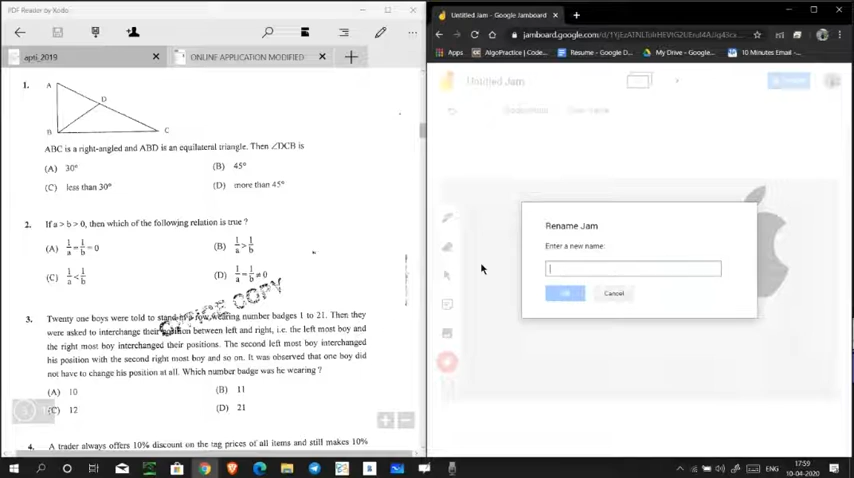 PDF Reader by Xodo
apti_2019
ONLINE APPLICATION MODIFIED
1.
A
D
B
C
ABC is a right-angled and ABD is an equilateral triangle. Then ∠DCB is
(A) 30°
(B) 45°
(C) less than 30°
(D) more than 45°
2. If a > b > 0, then which of the following relation is true ?
(A) 1/a = 1/b = 0
(B) 1/a > 1/b
(C) 1/a < 1/b
(D) 1/a = 1/b ≠ 0
OFFICE COPY
3. Twenty one boys were told to stand in a row wearing number badges 1 to 21. Then they
were asked to interchange their position between left and right, i.e. the left most boy and
the right most boy interchanged their positions. The second left most boy interchanged
his position with the second right most boy and so on. It was observed that one boy did
not have to change his position at all. Which number badge was he wearing ?
(A) 10
(B) 11
(C) 12
(D) 21
4. A trader always offers 10% discount on the tag prices of all items and still makes 10%
Untitled Jam - Google Jamboard
Apps
AlgoPractice | Code...
Resume - Google D...
My Drive - Google...
10 Minutes Email -...
Untitled Jam
Rename Jam
Enter a new name:
OK
Cancel
ENG
17:59
10-04-2020